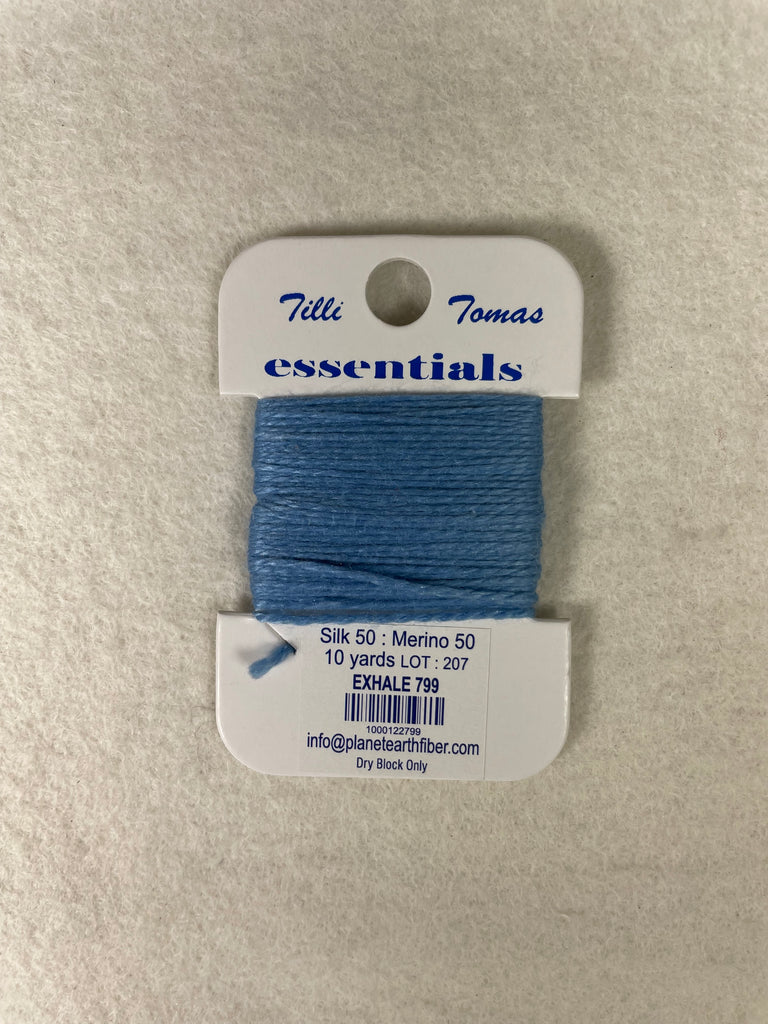 Tilli Tomas
essentials
Silk 50 : Merino 50
10 yards LOT : 207
EXHALE 799
1000122799
info@planetearthfiber.com
Dry Block Only